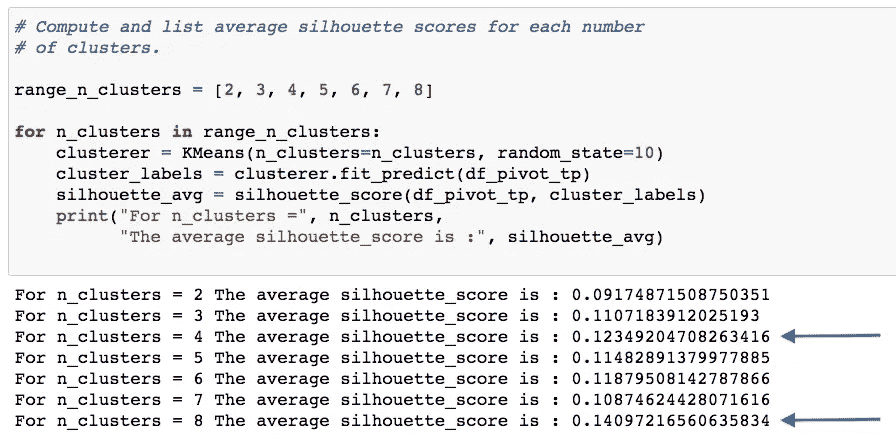 # Compute and list average silhouette scores for each number
# of clusters.
range_n_clusters = [2, 3, 4, 5, 6, 7, 8]
for n_clusters in range_n_clusters:
    clusterer = KMeans(n_clusters=n_clusters, random_state=10)
    cluster_labels = clusterer.fit_predict(df_pivot_tp)
    silhouette_avg = silhouette_score(df_pivot_tp, cluster_labels)
    print("For n_clusters =", n_clusters,
          "The average silhouette_score is :", silhouette_avg)
For n_clusters = 2 The average silhouette_score is : 0.09174871508750351
For n_clusters = 3 The average silhouette_score is : 0.1107183912025193
For n_clusters = 4 The average silhouette_score is : 0.12349204708263416
For n_clusters = 5 The average silhouette_score is : 0.11482891379977885
For n_clusters = 6 The average silhouette_score is : 0.11879508142787866
For n_clusters = 7 The average silhouette_score is : 0.10874624428071616
For n_clusters = 8 The average silhouette_score is : 0.14097216560635834